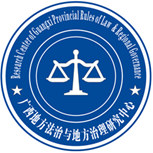 Research Center of Guangxi Provincial Rules of Law & Regional Governance
广西地方法治与地方治理研究中心